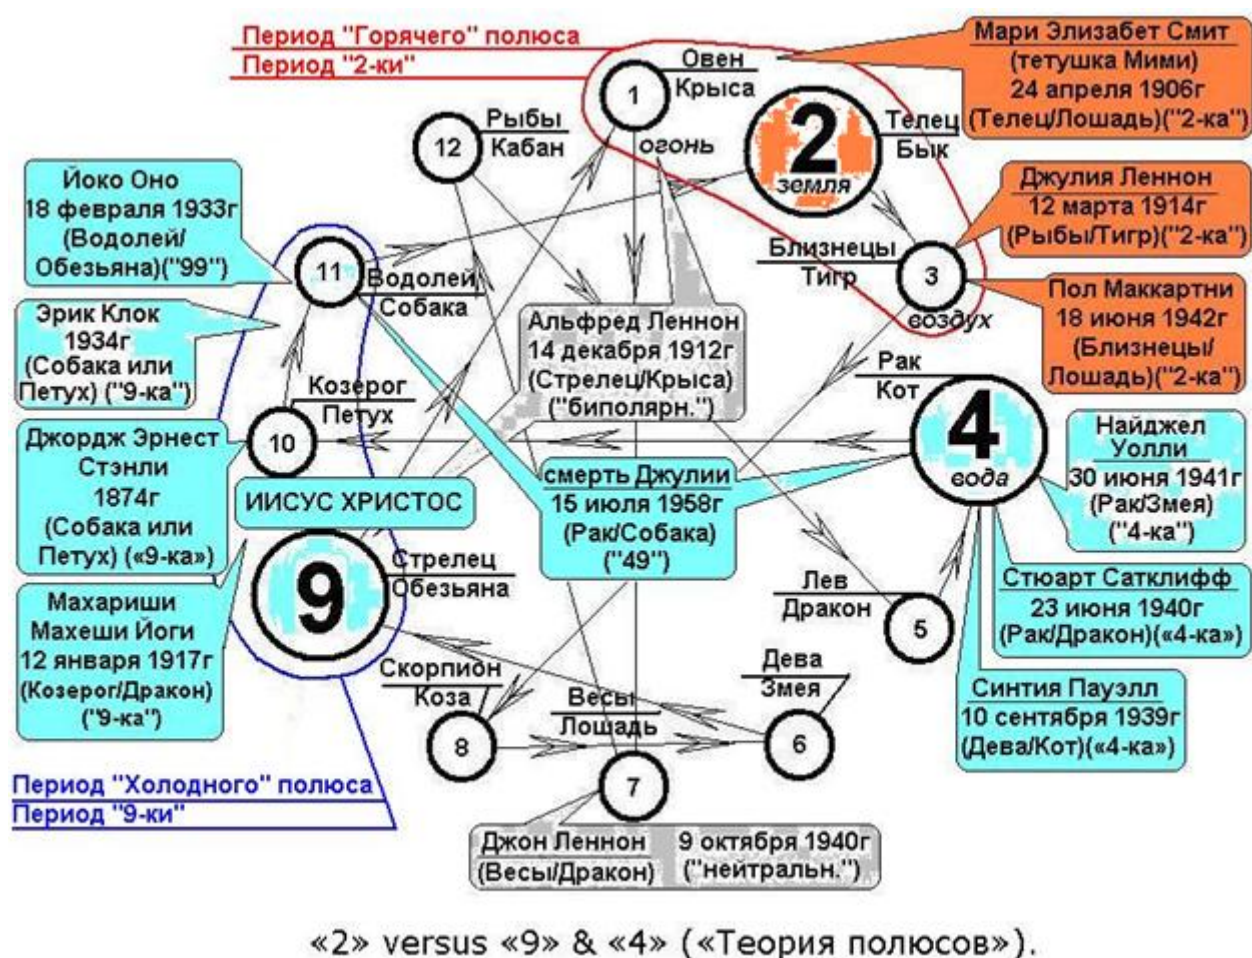 Период "Горячего" полюса
Период "2-ки"
Мари Элизабет Смит
(тетушка Мими)
24 апреля 1906г
(Телец/Лошадь)("2-ка")
1
Овен
Крыса
огонь
2
земля
Телец
Бык
12
Рыбы
Кабан
Йоко Оно
18 февраля 1933г
(Водолей/
Обезьяна)("99")
Джулия Леннон
12 марта 1914г
(Рыбы/Тигр)("2-ка")
11
Водолей
Собака
Близнецы
Тигр
3
воздух
Эрик Клок
1934г
(Собака или
Петух) ("9-ка")
Альфред Леннон
14 декабря 1912г
(Стрелец/Крыса)
("биполярн.")
Пол Маккартни
18 июня 1942г
(Близнецы/
Лошадь)("2-ка")
Козерог
Петух
10
Рак
Кот
4
вода
Найджел
Уолли
30 июня 1941г
(Рак/Змея)
("4-ка")
Джордж Эрнест
Стэнли
1874г
(Собака или
Петух) («9-ка»)
ИИСУС ХРИСТОС
смерть Джулии
15 июля 1958г
(Рак/Собака)
("49")
9
Стрелец
Обезьяна
Лев
Дракон
5
Стюарт Сатклифф
23 июня 1940г
(Рак/Дракон)(«4-ка»)
Махариши
Махеши Йоги
12 января 1917г
(Козерог/Дракон)
("9-ка")
Скорпион
Коза
8
Весы
Лошадь
7
Дева
Змея
6
Синтия Пауэлл
10 сентября 1939г
(Дева/Кот)(«4-ка»)
Период "Холодного" полюса
Период "9-ки"
Джон Леннон 9 октября 1940г
(Весы/Дракон) ("нейтральн.")
«2» versus «9» & «4» («Теория полюсов»).